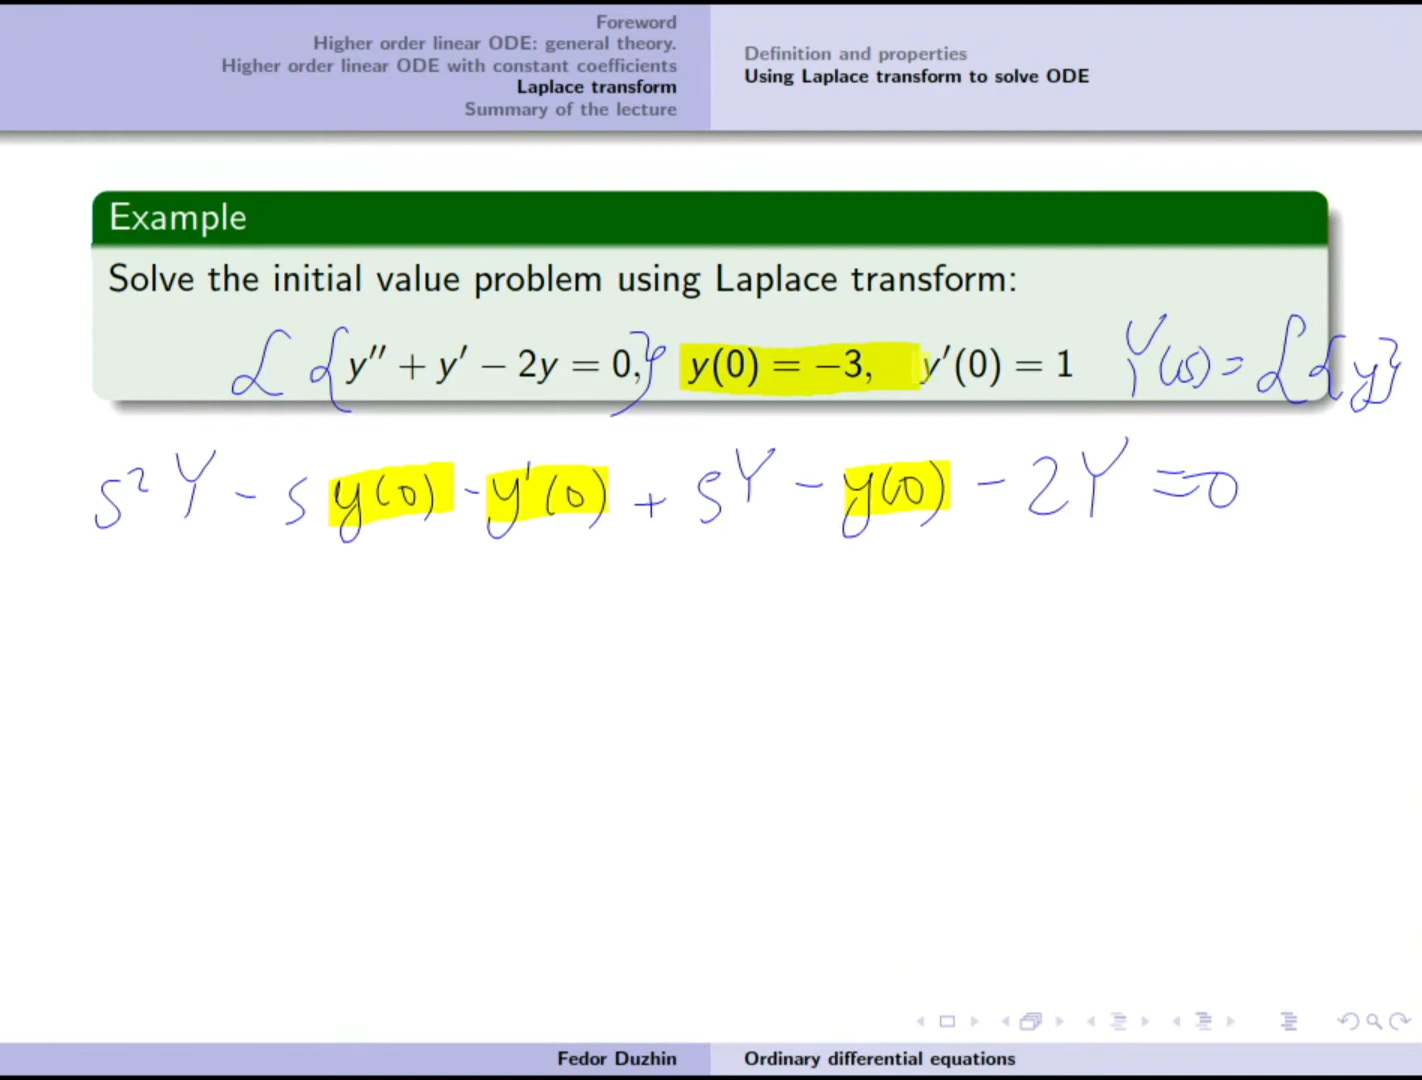 Foreword
Higher order linear ODE: general theory.
Higher order linear ODE with constant coefficients
Laplace transform
Summary of the lecture
Definition and properties
Using Laplace transform to solve ODE
Example
Solve the initial value problem using Laplace transform:
ℒ { y″ + y′ − 2y = 0, } y(0) = −3, y′(0) = 1 Y(s) = ℒ{y}
s²Y − s y(0) − y′(0) + sY − y(0) − 2Y = 0
Fedor Duzhin
Ordinary differential equations